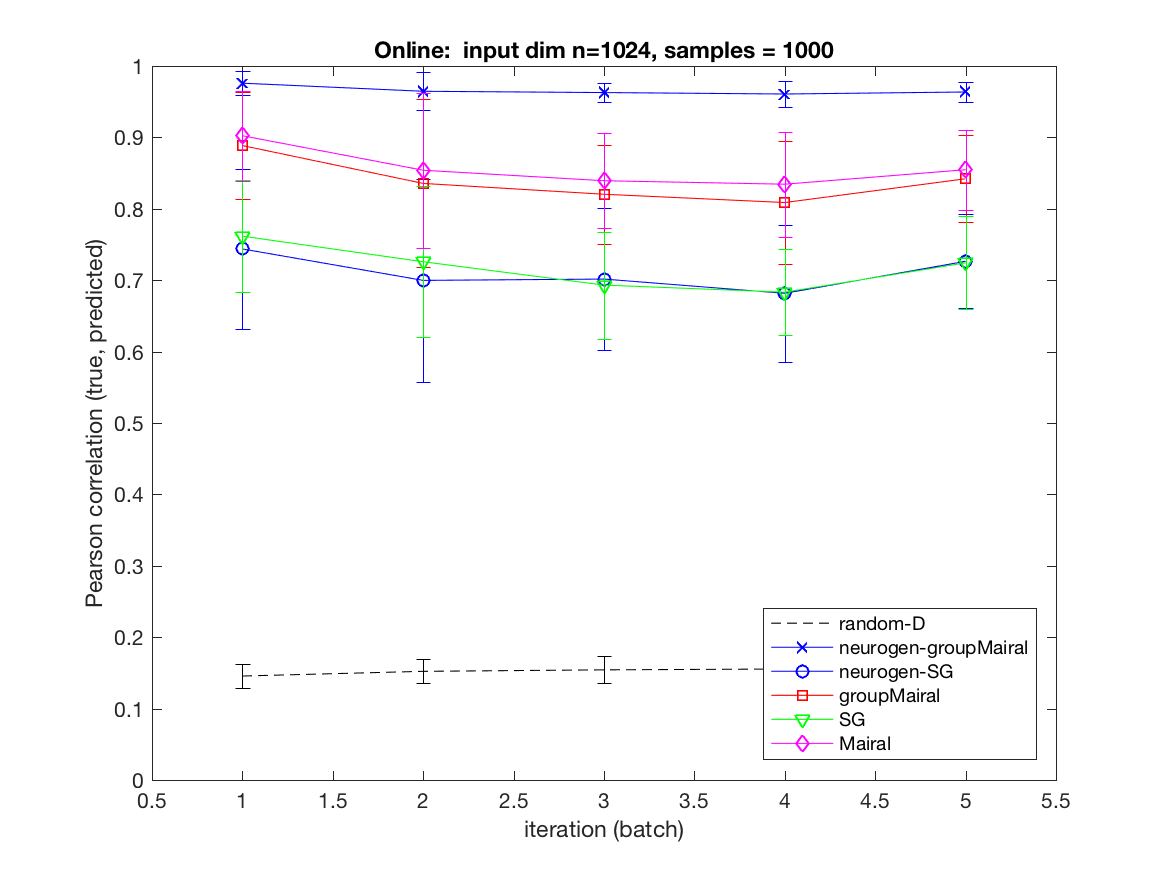 Online:  input dim n=1024, samples = 1000
1
0.9
0.8
0.7
0.6
0.5
0.4
0.3
0.2
0.1
0
Pearson correlation (true, predicted)
random-D
neurogen-groupMairal
neurogen-SG
groupMairal
SG
Mairal
0.5 1 1.5 2 2.5 3 3.5 4 4.5 5 5.5
iteration (batch)